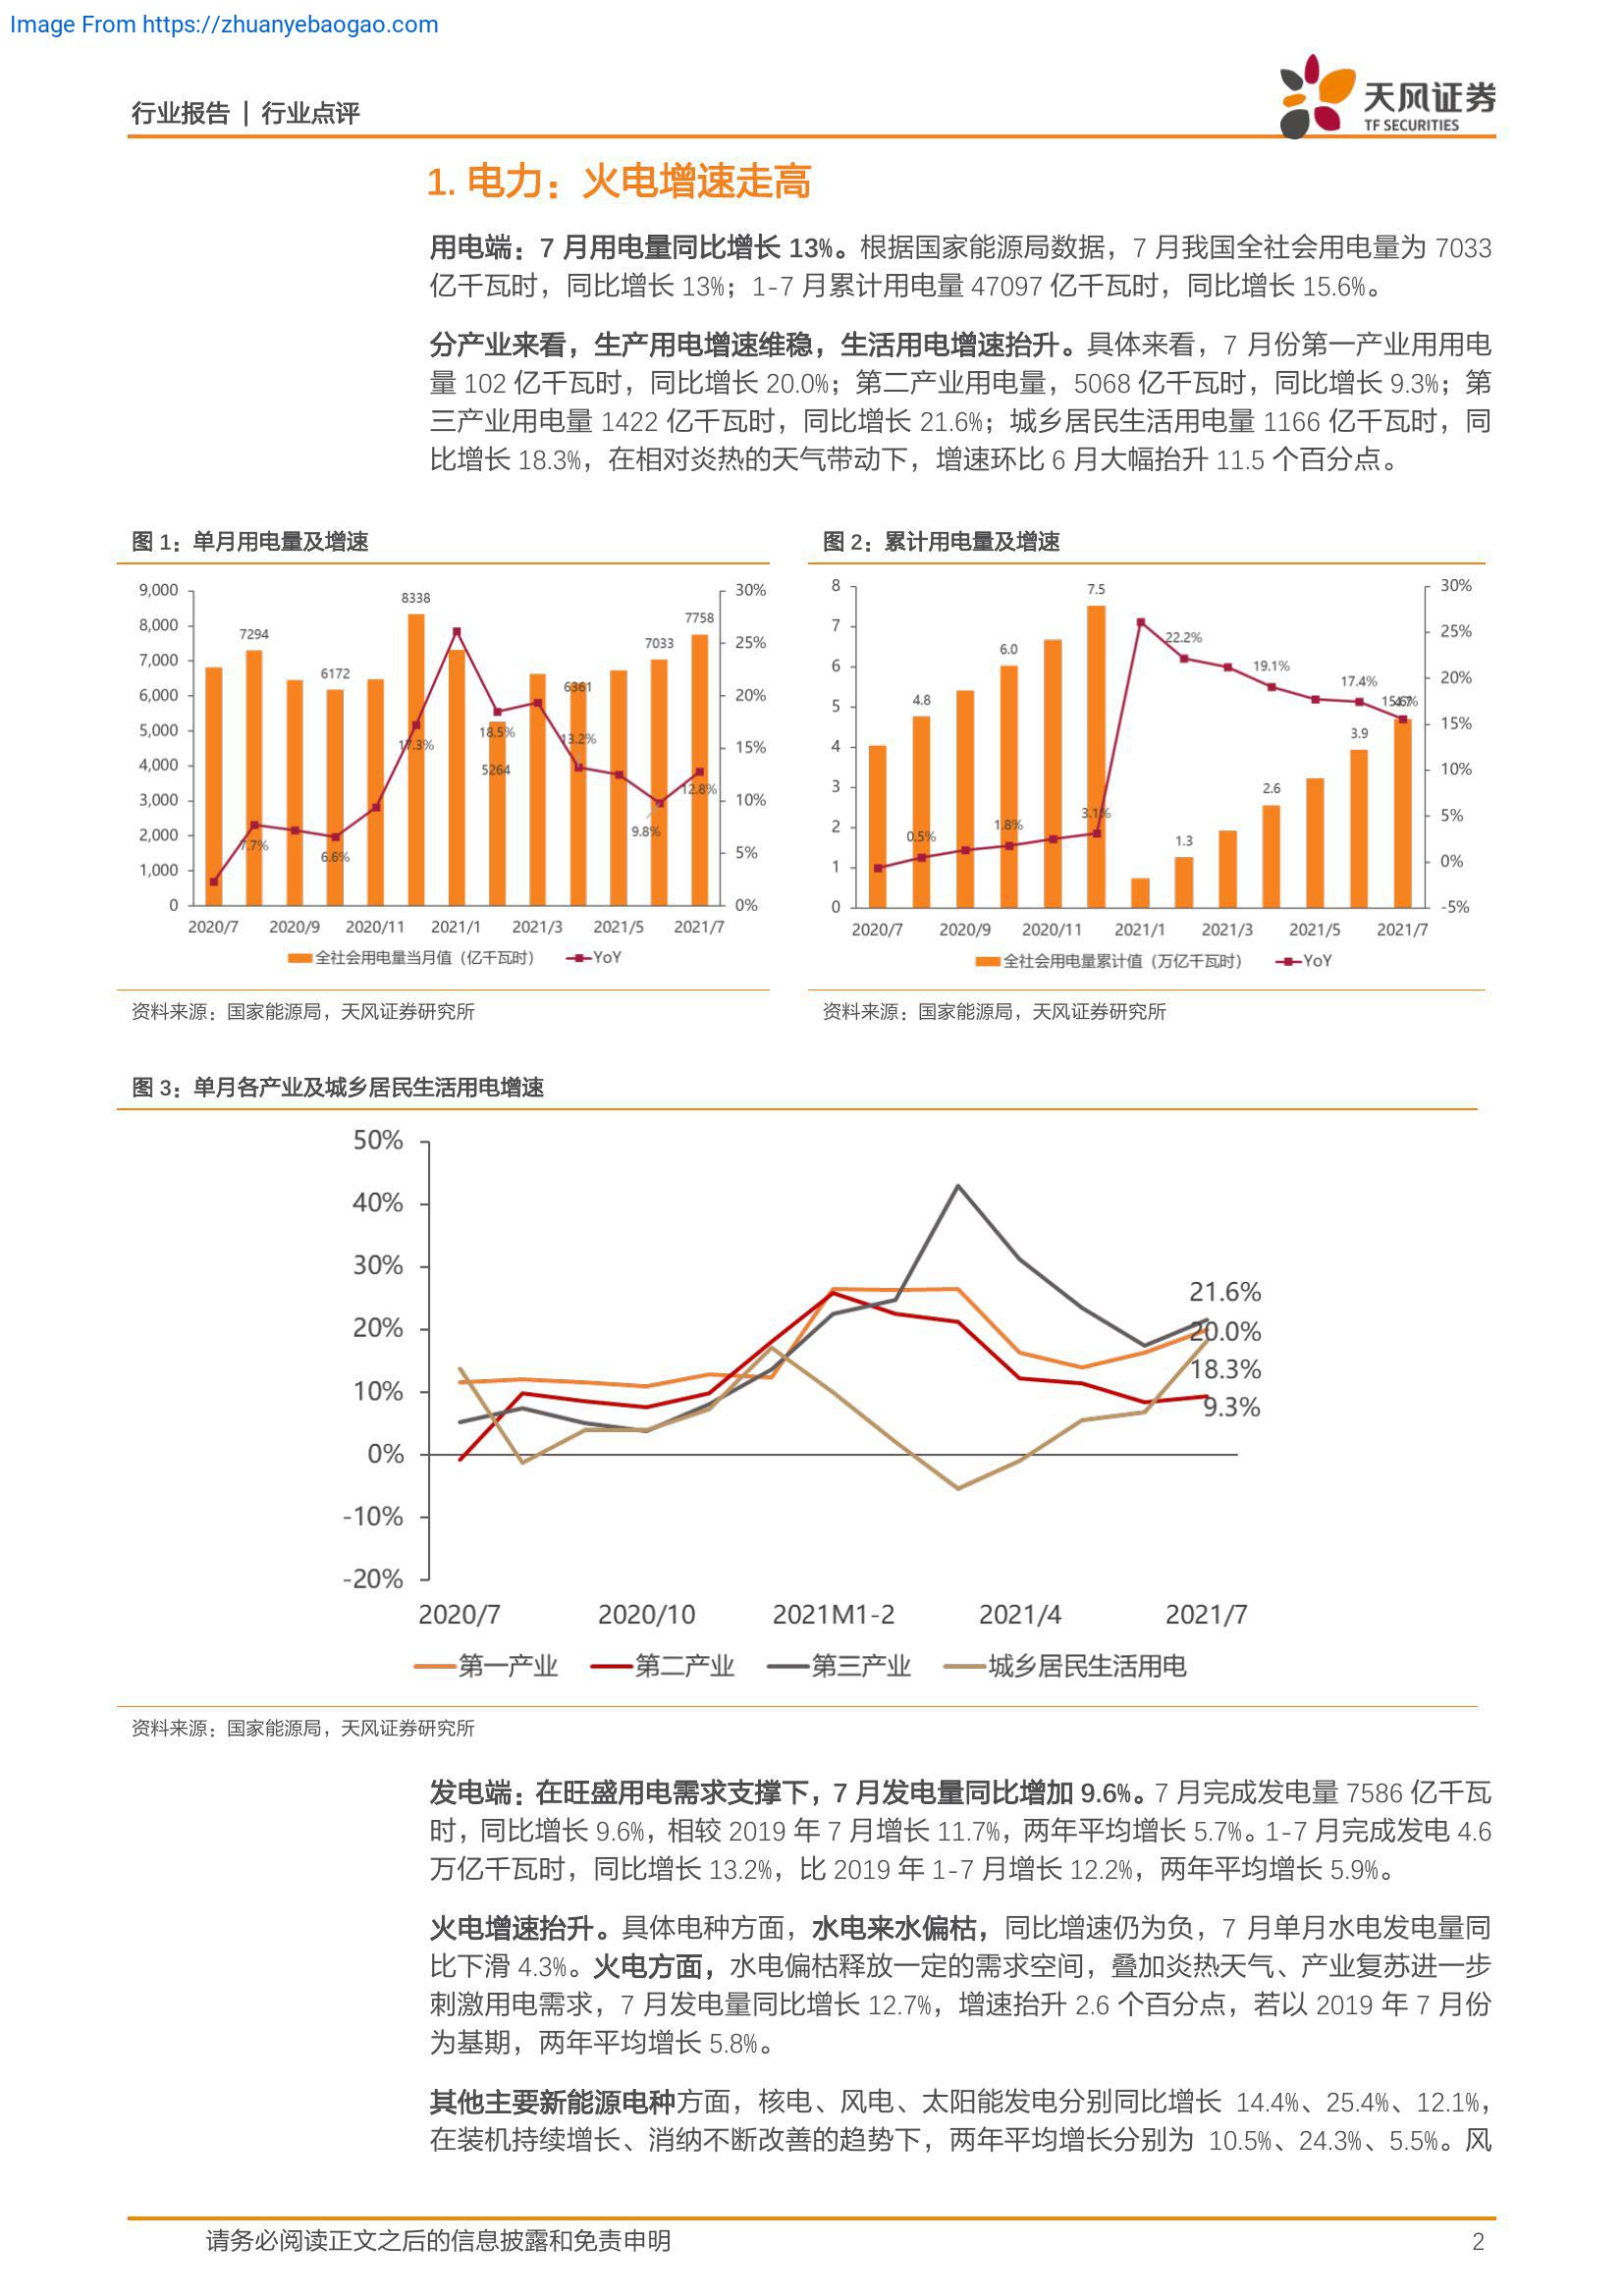 Image From https://zhuanyebaogao.com
行业报告 | 行业点评
天风证券
TF SECURITIES
1. 电力：火电增速走高
用电端：7 月用电量同比增长 13%。根据国家能源局数据，7 月我国全社会用电量为 7033
亿千瓦时，同比增长 13%；1-7 月累计用电量 47097 亿千瓦时，同比增长 15.6%。
分产业来看，生产用电增速维稳，生活用电增速抬升。具体来看，7 月份第一产业用用电
量 102 亿千瓦时，同比增长 20.0%；第二产业用电量，5068 亿千瓦时，同比增长 9.3%；第
三产业用电量 1422 亿千瓦时，同比增长 21.6%；城乡居民生活用电量 1166 亿千瓦时，同
比增长 18.3%，在相对炎热的天气带动下，增速环比 6 月大幅抬升 11.5 个百分点。
图 1：单月用电量及增速
9,000
8,000
7,000
6,000
5,000
4,000
3,000
2,000
1,000
0
30%
25%
20%
15%
10%
5%
0%
7294
6172
8338
5264
6361
7033
7758
7.7%
6.6%
17.3%
18.5%
13.2%
9.8%
12.8%
2020/7 2020/9 2020/11 2021/1 2021/3 2021/5 2021/7
全社会用电量当月值（亿千瓦时） YoY
资料来源：国家能源局，天风证券研究所
图 2：累计用电量及增速
8
7
6
5
4
3
2
1
0
30%
25%
20%
15%
10%
5%
0%
-5%
4.8
6.0
7.5
1.3
2.6
3.9
4.7
0.5%
1.8%
3.1%
22.2%
19.1%
17.4%
15.6%
2020/7 2020/9 2020/11 2021/1 2021/3 2021/5 2021/7
全社会用电量累计值（万亿千瓦时） YoY
资料来源：国家能源局，天风证券研究所
图 3：单月各产业及城乡居民生活用电增速
50%
40%
30%
20%
10%
0%
-10%
-20%
21.6%
20.0%
18.3%
9.3%
2020/7 2020/10 2021M1-2 2021/4 2021/7
第一产业 第二产业 第三产业 城乡居民生活用电
资料来源：国家能源局，天风证券研究所
发电端：在旺盛用电需求支撑下，7 月发电量同比增加 9.6%。7 月完成发电量 7586 亿千瓦
时，同比增长 9.6%，相较 2019 年 7 月增长 11.7%，两年平均增长 5.7%。1-7 月完成发电 4.6
万亿千瓦时，同比增长 13.2%，比 2019 年 1-7 月增长 12.2%，两年平均增长 5.9%。
火电增速抬升。具体电种方面，水电来水偏枯，同比增速仍为负，7 月单月水电发电量同
比下滑 4.3%。火电方面，水电偏枯释放一定的需求空间，叠加炎热天气、产业复苏进一步
刺激用电需求，7 月发电量同比增长 12.7%，增速抬升 2.6 个百分点，若以 2019 年 7 月份
为基期，两年平均增长 5.8%。
其他主要新能源电种方面，核电、风电、太阳能发电分别同比增长 14.4%、25.4%、12.1%，
在装机持续增长、消纳不断改善的趋势下，两年平均增长分别为 10.5%、24.3%、5.5%。风
请务必阅读正文之后的信息披露和免责申明
2